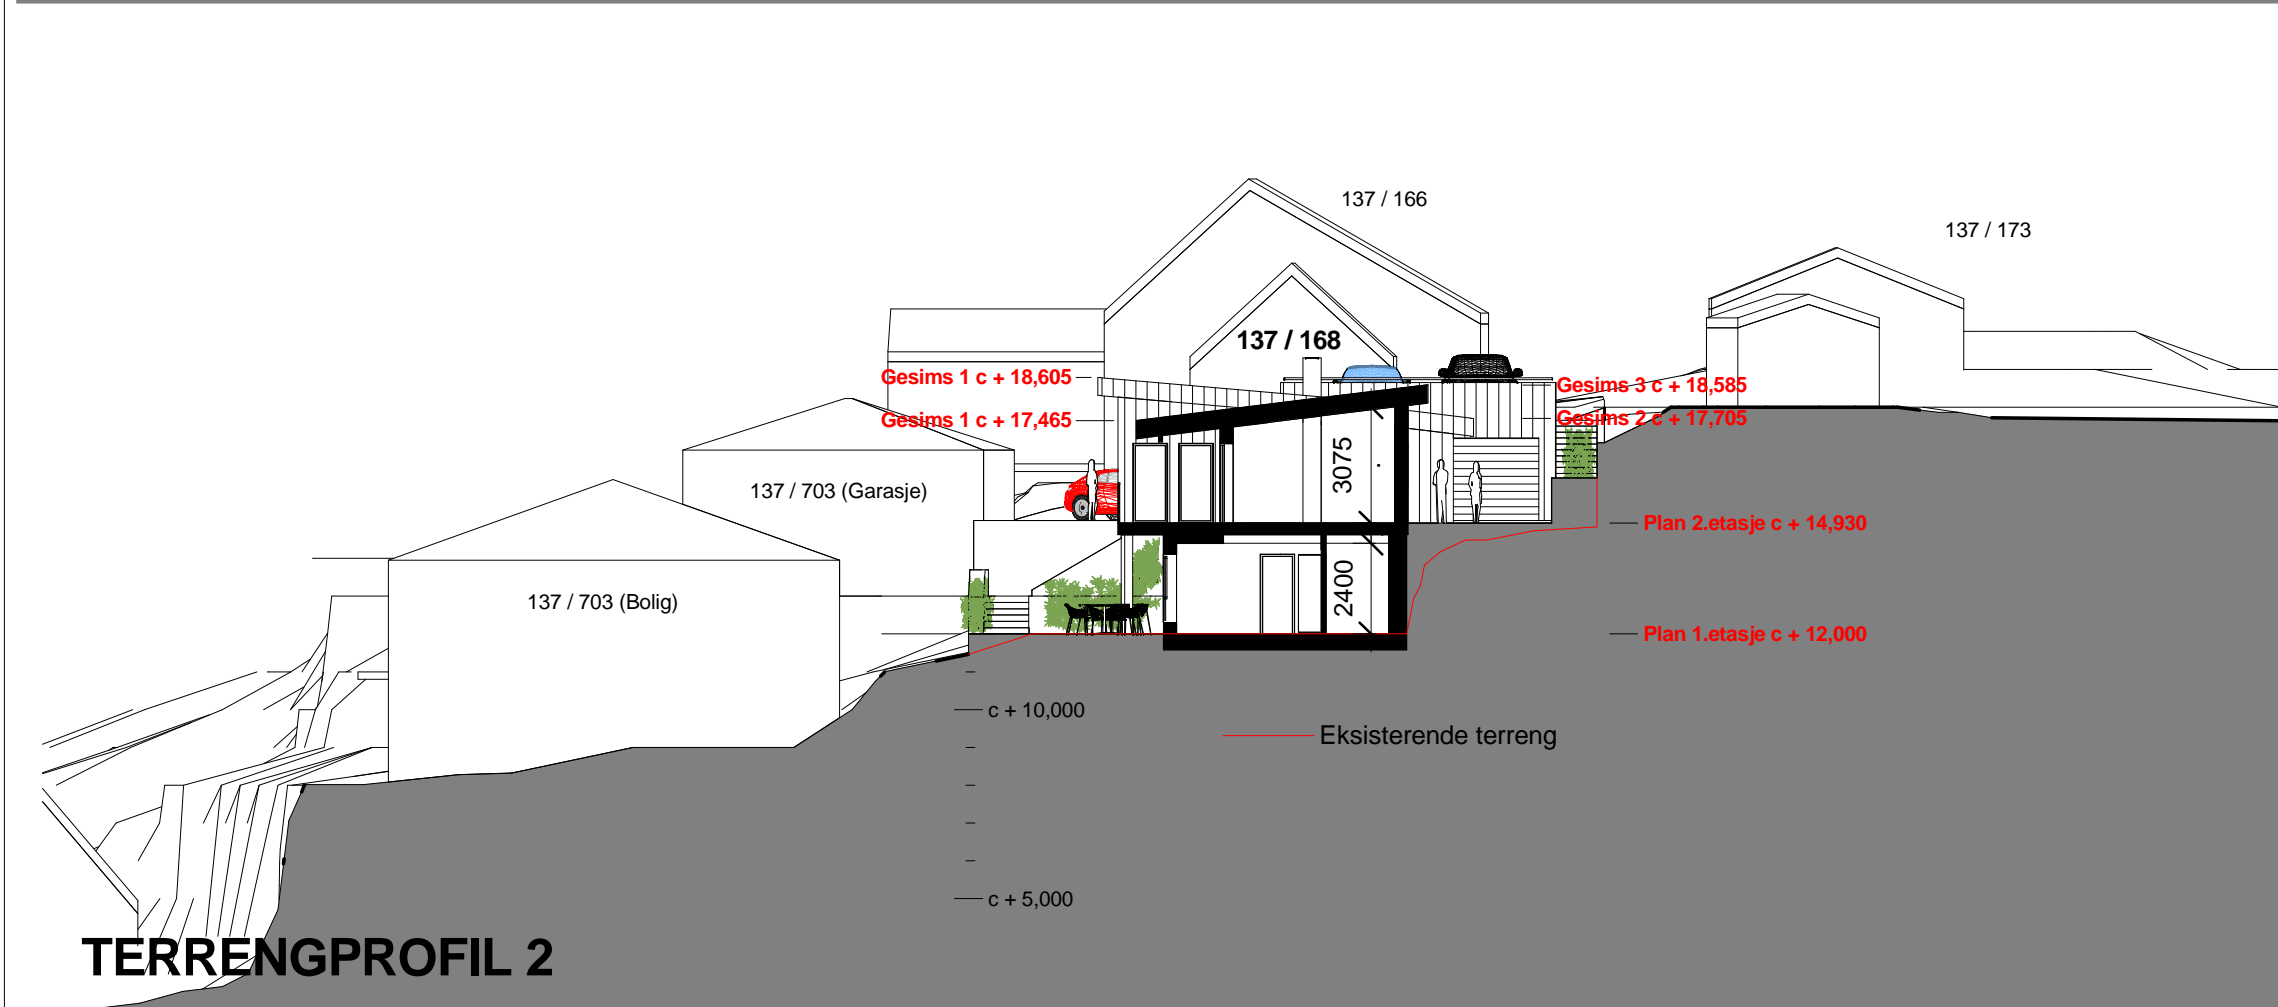 137 / 166
137 / 173
137 / 168
Gesims 1 c + 18,605
Gesims 3 c + 18,585
Gesims 1 c + 17,465
Gesims 2 c + 17,705
3075
137 / 703 (Garasje)
Plan 2.etasje c + 14,930
2400
137 / 703 (Bolig)
Plan 1.etasje c + 12,000
c + 10,000
Eksisterende terreng
c + 5,000
TERRENGPROFIL 2